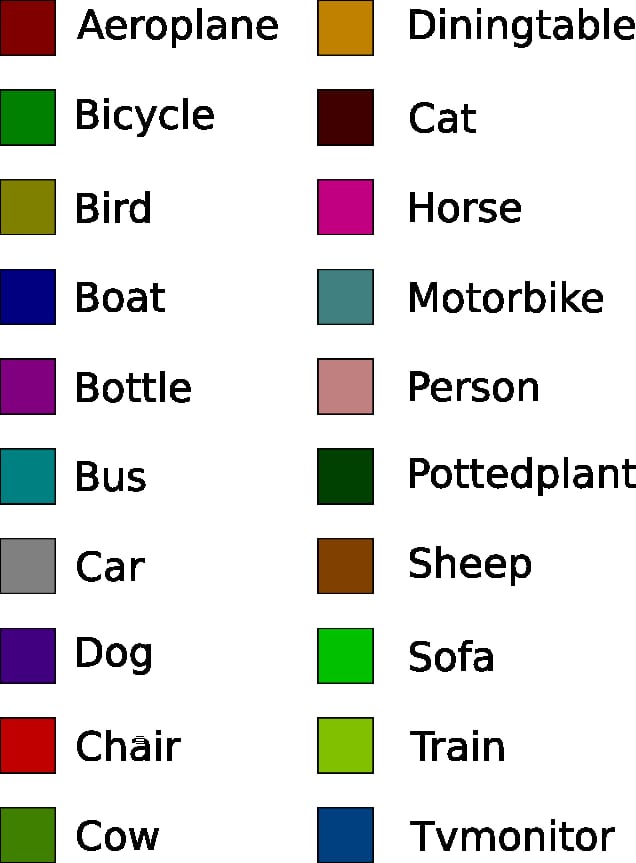 Aeroplane
Diningtable
Bicycle
Cat
Bird
Horse
Boat
Motorbike
Bottle
Person
Bus
Pottedplant
Car
Sheep
Dog
Sofa
Chair
Train
Cow
Tvmonitor